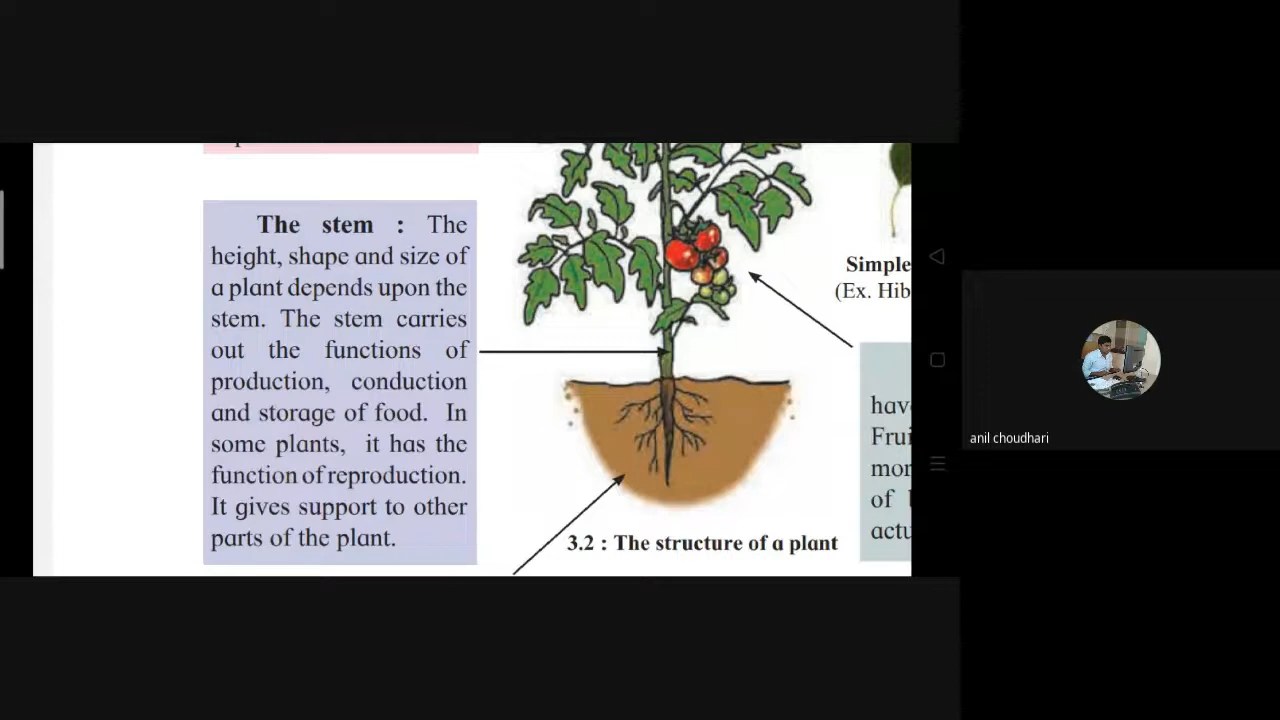 The stem : The
height, shape and size of
a plant depends upon the
stem. The stem carries
out the functions of
production, conduction
and storage of food. In
some plants, it has the
function of reproduction.
It gives support to other
parts of the plant.
3.2 : The structure of a plant
Simple
(Ex. Hib
hav
Frui
mor
of
actu
anil choudhari